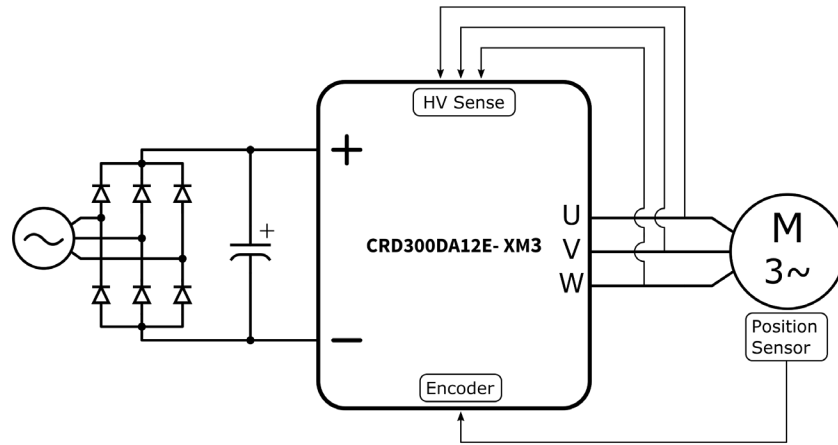 HV Sense
+
+
CRD300DA12E- XM3
U
V
W
M
3~
−
Position
Sensor
Encoder